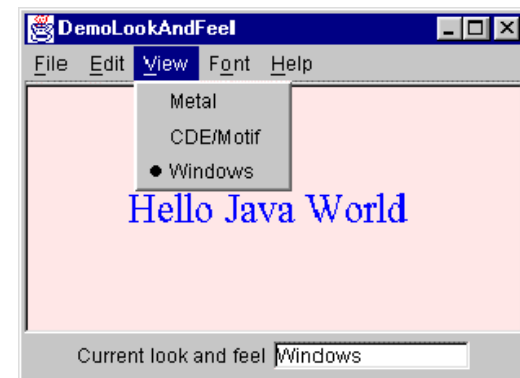 DemoLookAndFeel
File Edit View Font Help
Metal
CDE/Motif
Windows
Hello Java World
Current look and feel Windows